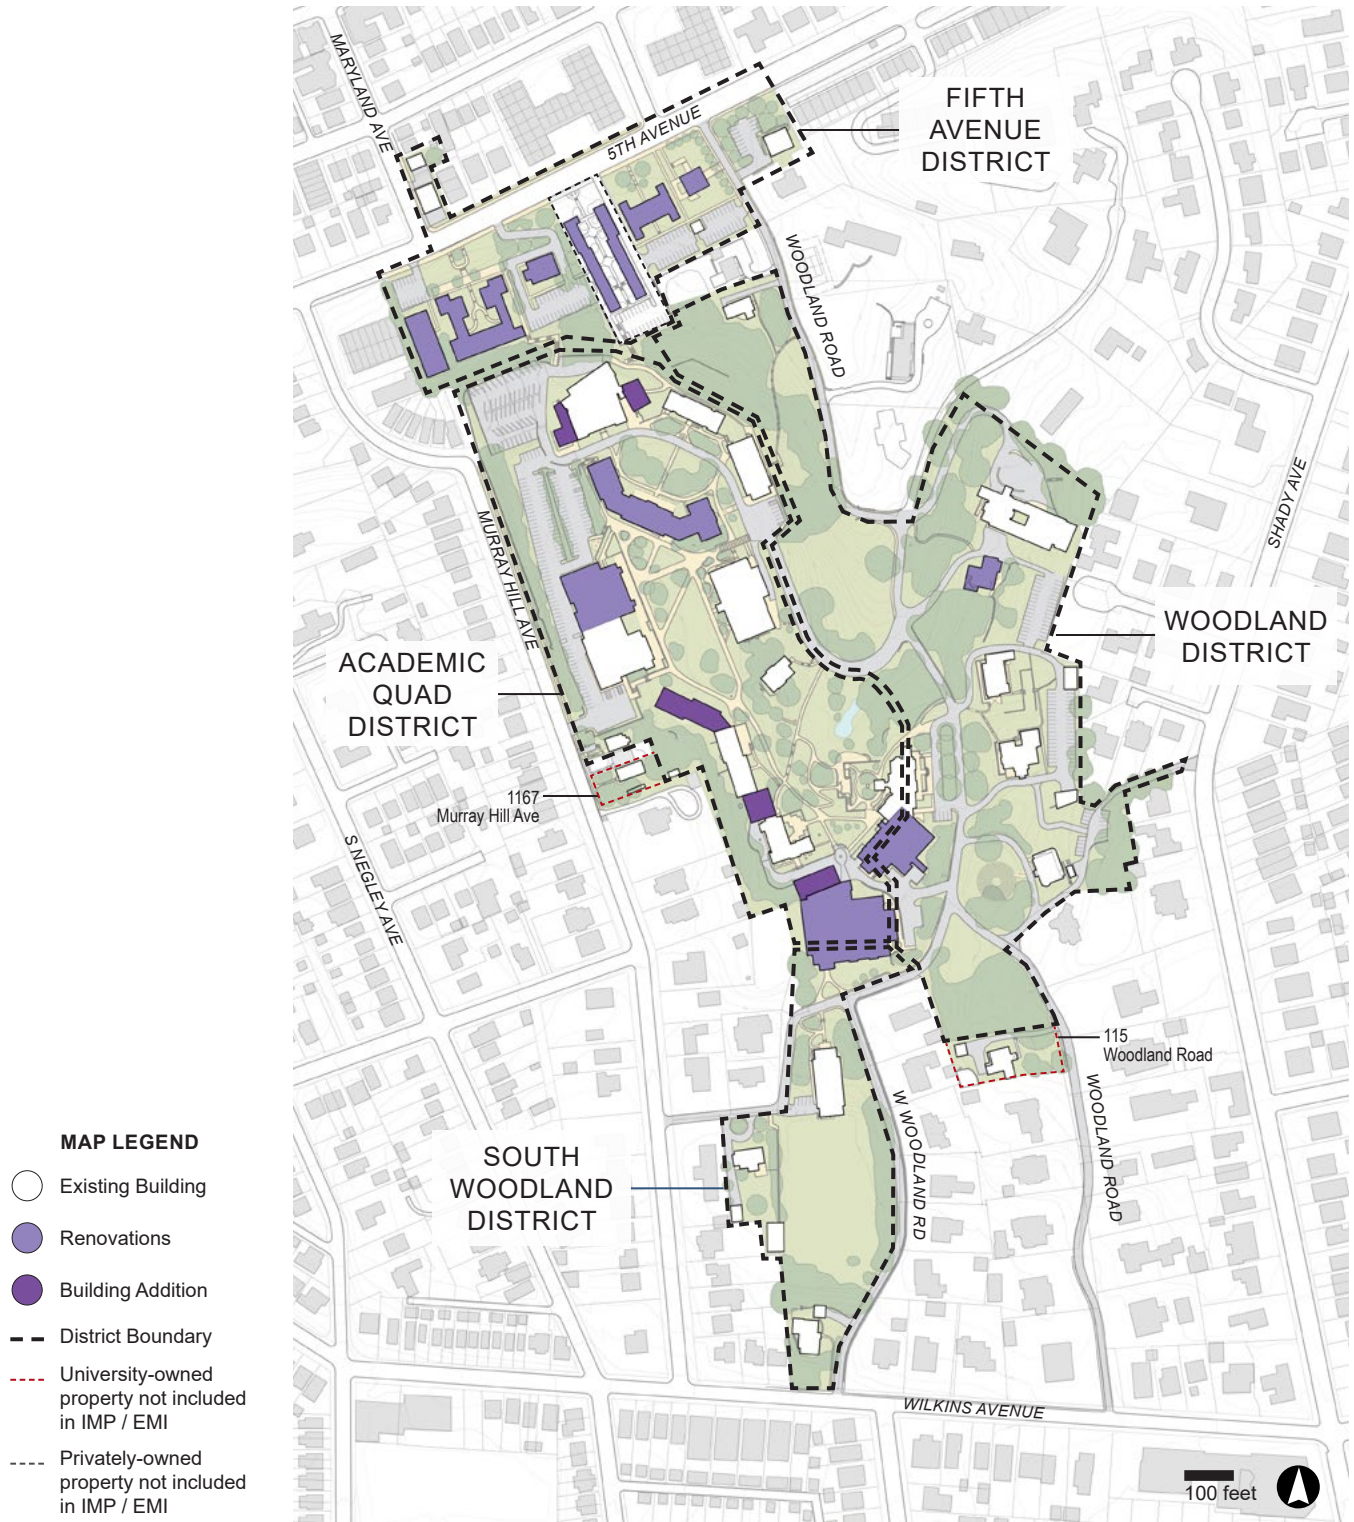 MARYLAND AVE
5TH AVENUE
FIFTH
AVENUE
DISTRICT
WOODLAND ROAD
SHADY AVE
MURRAY HILL AVE
WOODLAND
DISTRICT
ACADEMIC
QUAD
DISTRICT
1167
Murray Hill Ave
S NEGLEY AVE
115
Woodland Road
WOODLAND ROAD
W WOODLAND RD
SOUTH
WOODLAND
DISTRICT
WILKINS AVENUE
100 feet
MAP LEGEND
Existing Building
Renovations
Building Addition
District Boundary
University-owned
property not included
in IMP / EMI
Privately-owned
property not included
in IMP / EMI